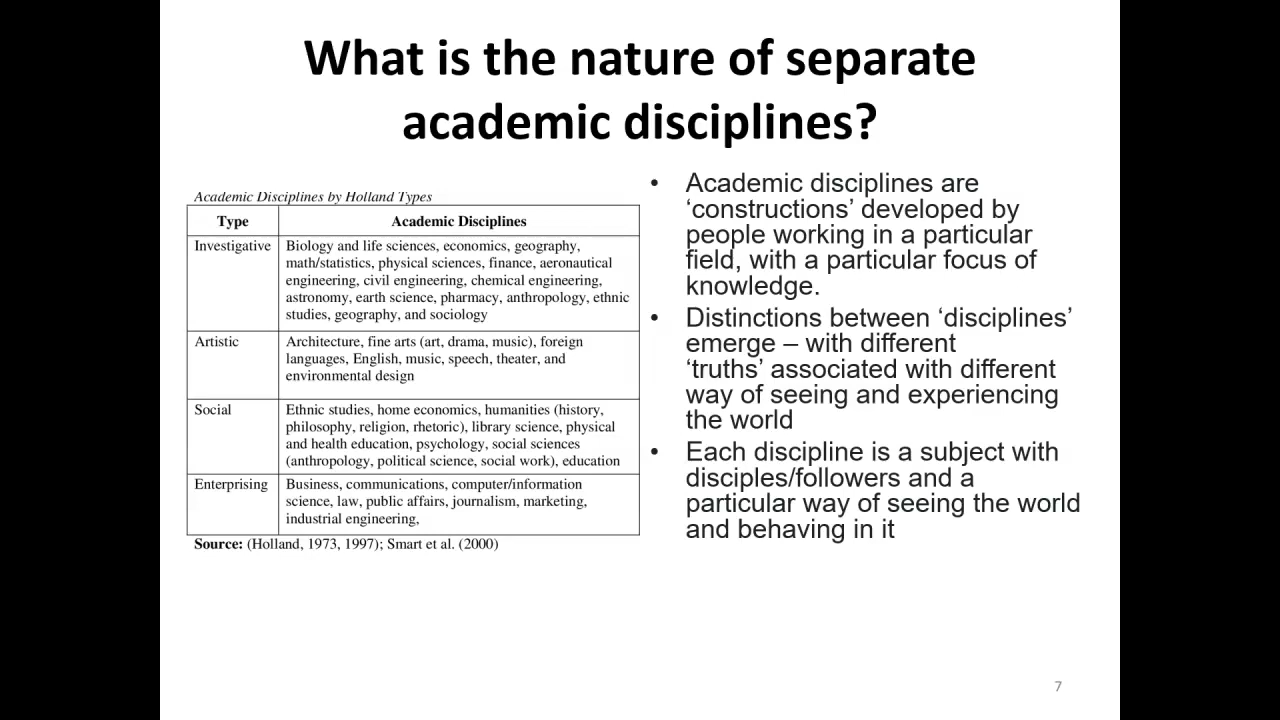 What is the nature of separate
academic disciplines?
Academic Disciplines by Holland Types
Type Academic Disciplines
Investigative Biology and life sciences, economics, geography,
math/statistics, physical sciences, finance, aeronautical
engineering, civil engineering, chemical engineering,
astronomy, earth science, pharmacy, anthropology, ethnic
studies, geography, and sociology
Artistic Architecture, fine arts (art, drama, music), foreign
languages, English, music, speech, theater, and
environmental design
Social Ethnic studies, home economics, humanities (history,
philosophy, religion, rhetoric), library science, physical
and health education, psychology, social sciences
(anthropology, political science, social work), education
Enterprising Business, communications, computer/information
science, law, public affairs, journalism, marketing,
industrial engineering,
Source: (Holland, 1973, 1997); Smart et al. (2000)
• Academic disciplines are
‘constructions’ developed by
people working in a particular
field, with a particular focus of
knowledge.
• Distinctions between ‘disciplines’
emerge – with different
‘truths’ associated with different
way of seeing and experiencing
the world
• Each discipline is a subject with
disciples/followers and a
particular way of seeing the world
and behaving in it
7